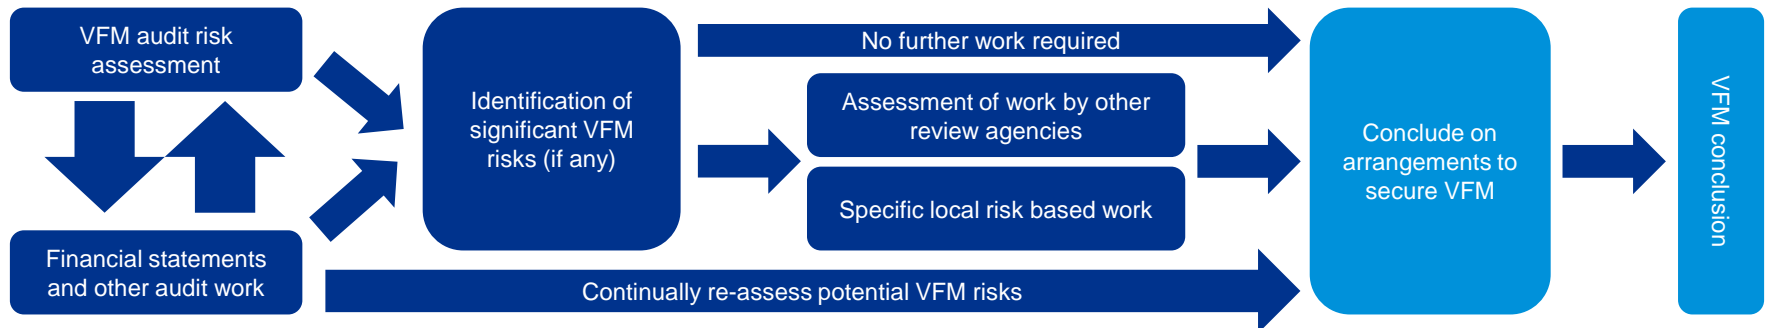 VFM audit risk
assessment
Financial statements
and other audit work
Identification of
significant VFM
risks (if any)
No further work required
Assessment of work by other
review agencies
Specific local risk based work
Continually re-assess potential VFM risks
Conclude on
arrangements to
secure VFM
VFM conclusion